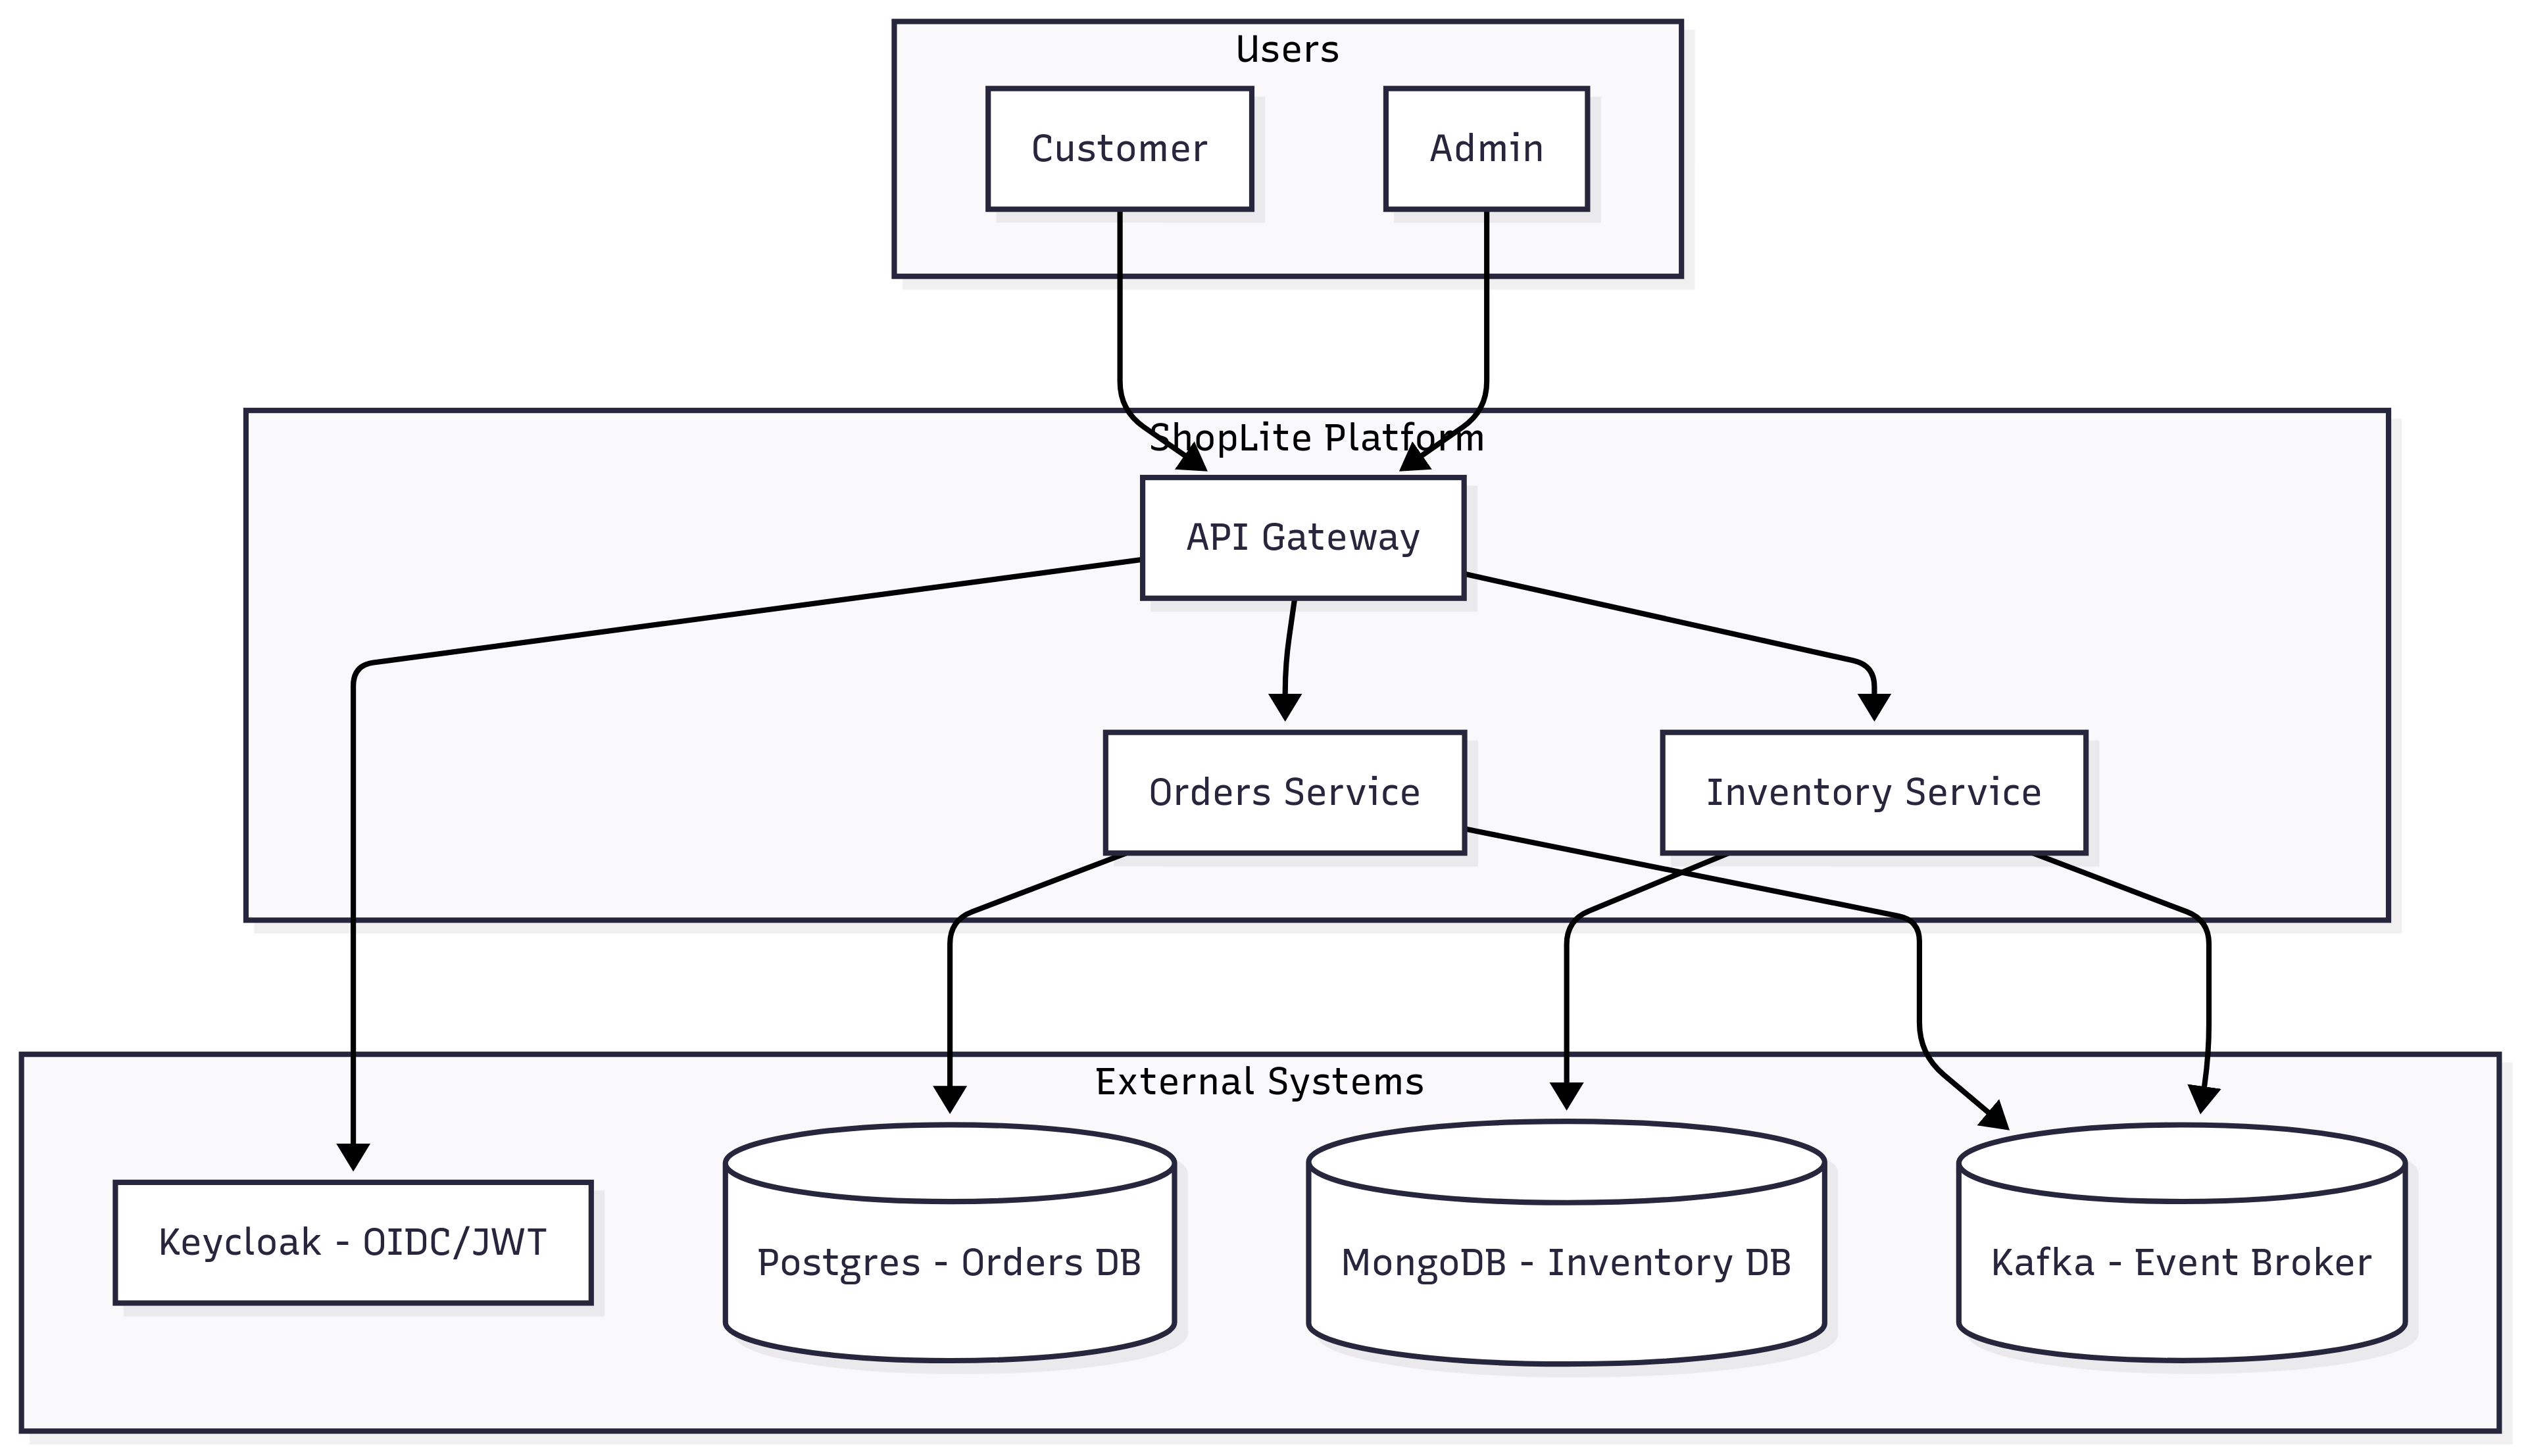 Users
Customer
Admin
ShopLite Platform
API Gateway
Orders Service
Inventory Service
External Systems
Keycloak - OIDC/JWT
Postgres - Orders DB
MongoDB - Inventory DB
Kafka - Event Broker